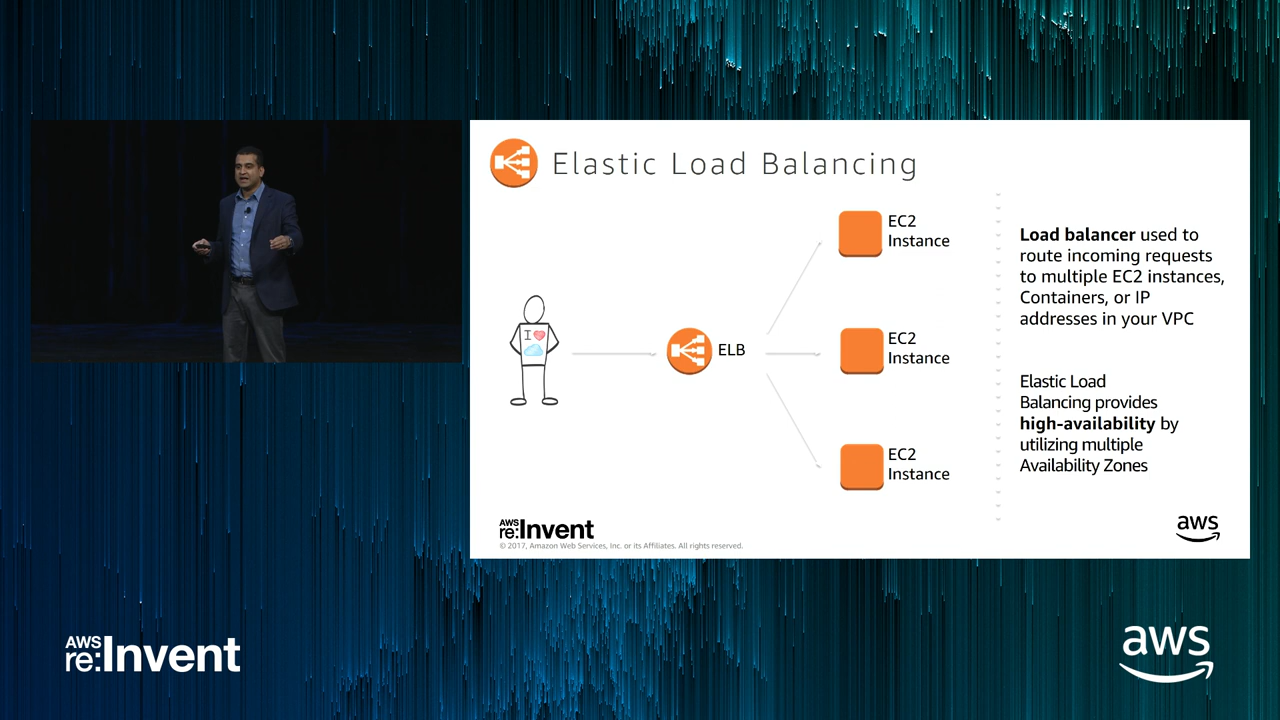 Elastic Load Balancing
EC2
Instance
Load balancer used to
route incoming requests
to multiple EC2 instances,
Containers, or IP
addresses in your VPC
I
ELB
EC2
Instance
Elastic Load
Balancing provides
high-availability by
utilizing multiple
Availability Zones
EC2
Instance
AWS
re:Invent
© 2017, Amazon Web Services, Inc. or its Affiliates. All rights reserved.
aws
AWS
re:Invent
aws